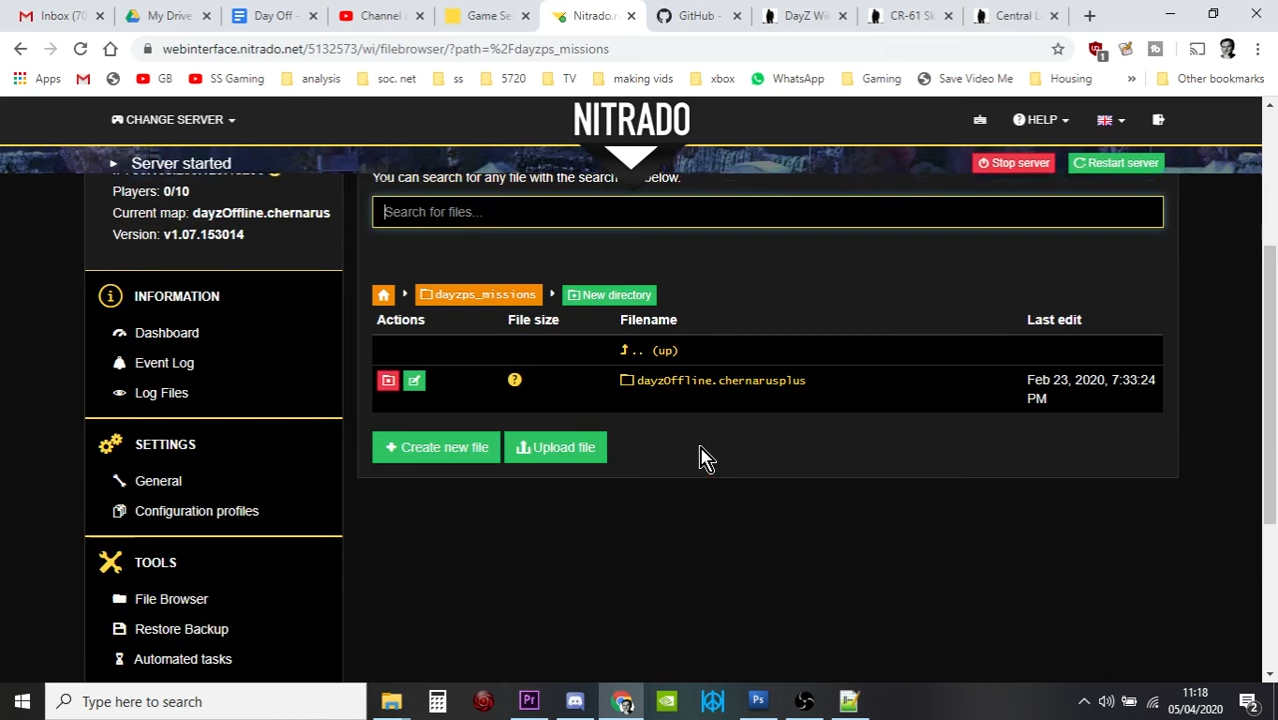 Inbox (70
My Drive
Day Off -
Channel c
Game Se
Nitrado.n
GitHub -
DayZ Wi
CR-61 Sk
Central L
webinterface.nitrado.net/5132573/wi/filebrowser/?path=%2Fdayzps_missions
Apps
GB
SS Gaming
analysis
soc. net
ss
5720
TV
making vids
xbox
WhatsApp
Gaming
Save Video Me
Housing
»
Other bookmarks
CHANGE SERVER
NITRADO
HELP
Server started
Stop server
Restart server
Players: 0/10
Current map: dayzOffline.chernarus
Version: v1.07.153014
You can search for any file with the search
below.
Search for files...
INFORMATION
Dashboard
Event Log
Log Files
SETTINGS
General
Configuration profiles
TOOLS
File Browser
Restore Backup
Automated tasks
dayzps_missions
New directory
Actions
File size
Filename
Last edit
.. (up)
dayzOffline.chernarusplus
Feb 23, 2020, 7:33:24
PM
Create new file
Upload file
Type here to search
11:18
05/04/2020
2